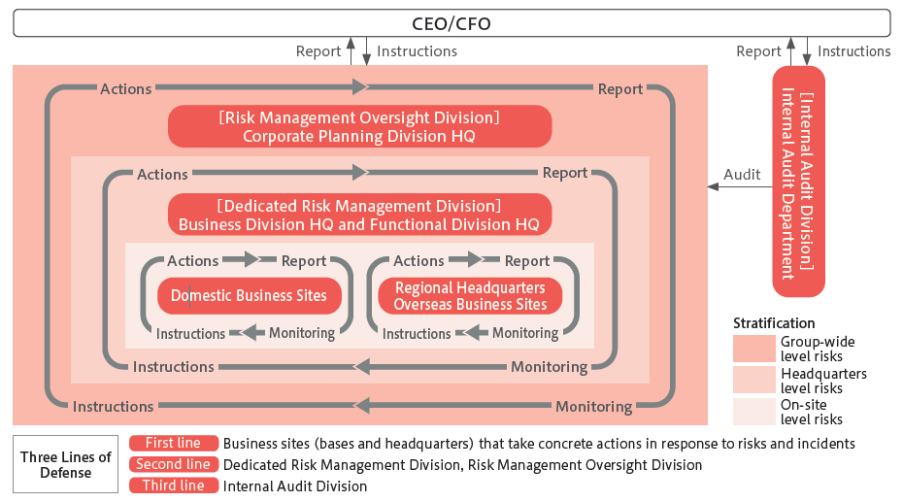 CEO/CFO
Report
Instructions
Report
Instructions
Actions
Report
[Risk Management Oversight Division]
Corporate Planning Division HQ
Actions
Report
[Dedicated Risk Management Division]
Business Division HQ and Functional Division HQ
Actions
Report
Domestic Business Sites
Instructions
Monitoring
Actions
Report
Regional Headquarters
Overseas Business Sites
Instructions
Monitoring
Instructions
Monitoring
Instructions
Monitoring
Audit
[Internal Audit Division]
Internal Audit Department
Stratification
Group-wide
level risks
Headquarters
level risks
On-site
level risks
Three Lines of
Defense
First line
Business sites (bases and headquarters) that take concrete actions in response to risks and incidents
Second line
Dedicated Risk Management Division, Risk Management Oversight Division
Third line
Internal Audit Division